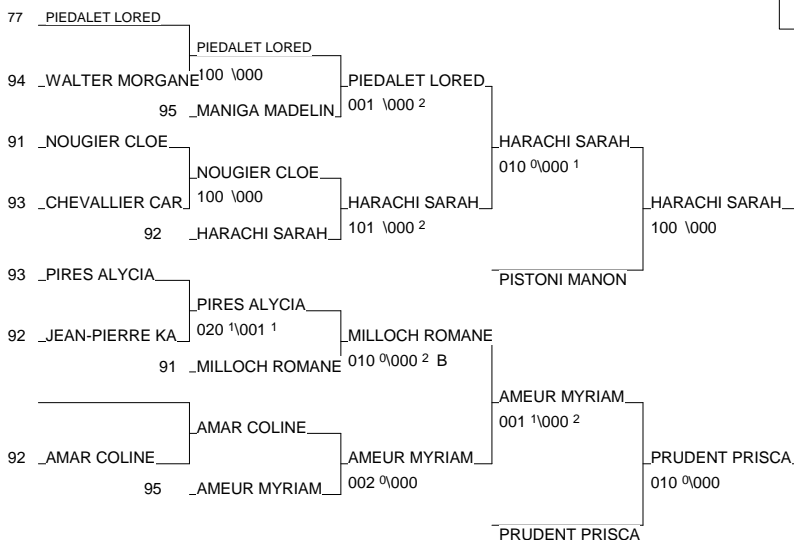 77 PIEDALET LORED
PIEDALET LORED
94 WALTER MORGANE 100 \000 PIEDALET LORED
95 MANIGA MADELIN 001 \000 2
91 NOUGIER CLOE HARACHI SARAH
NOUGIER CLOE 010 0\000 1
93 CHEVALLIER CAR 100 \000 HARACHI SARAH HARACHI SARAH
92 HARACHI SARAH 101 \000 2 100 \000
93 PIRES ALYCIA PISTONI MANON
PIRES ALYCIA
92 JEAN-PIERRE KA 020 1\001 1 MILLOCH ROMANE
91 MILLOCH ROMANE 010 0\000 2 B
AMEUR MYRIAM
AMAR COLINE 001 1\000 2
92 AMAR COLINE AMEUR MYRIAM PRUDENT PRISCA
95 AMEUR MYRIAM 002 0\000 010 0\000
PRUDENT PRISCA